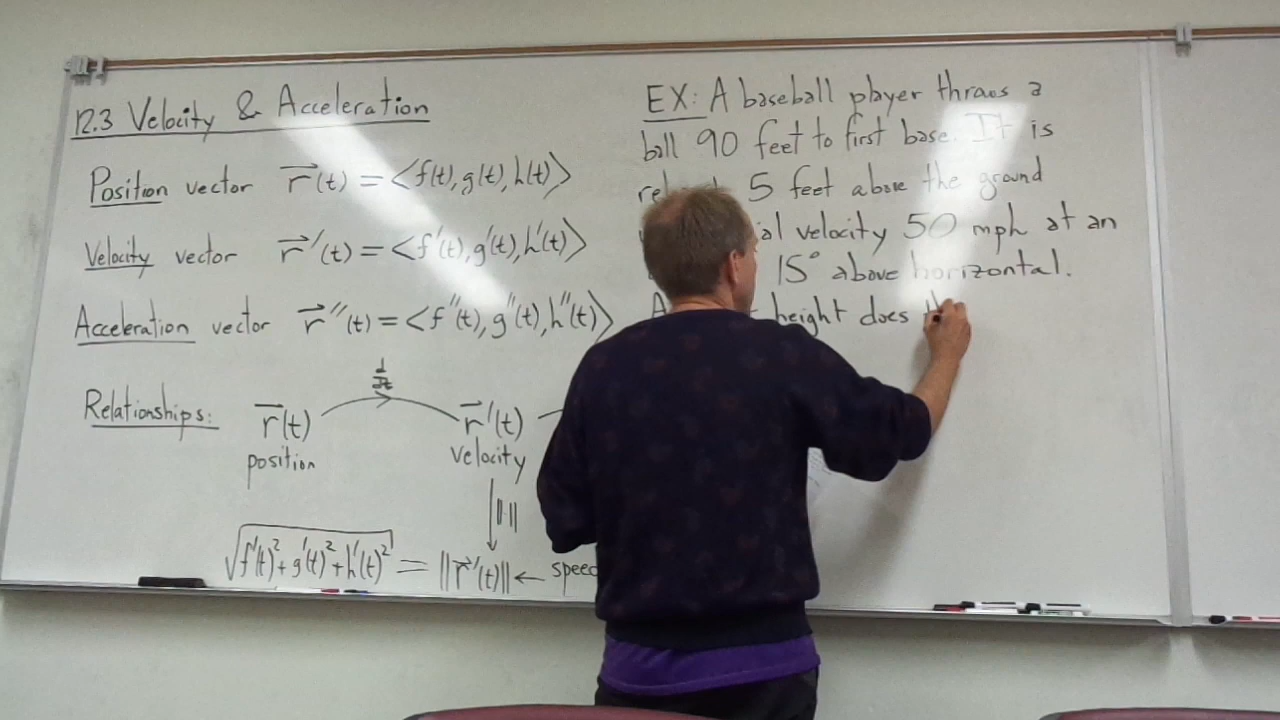 12.3 Velocity & Acceleration
Position vector r⃗(t) = <f(t), g(t), h(t)>
Velocity vector r⃗′(t) = <f′(t), g′(t), h′(t)>
Acceleration vector r⃗″(t) = <f″(t), g″(t), h″(t)>
Relationships:
d/dt
r⃗(t) r⃗′(t)
position velocity
|| ||
√f′(t)²+g′(t)²+h′(t)² = ||r⃗′(t)|| ← speed
EX: A baseball player throws a
ball 90 feet to first base. It is
5 feet above the ground
velocity 50 mph at an
15° above horizontal.
height does